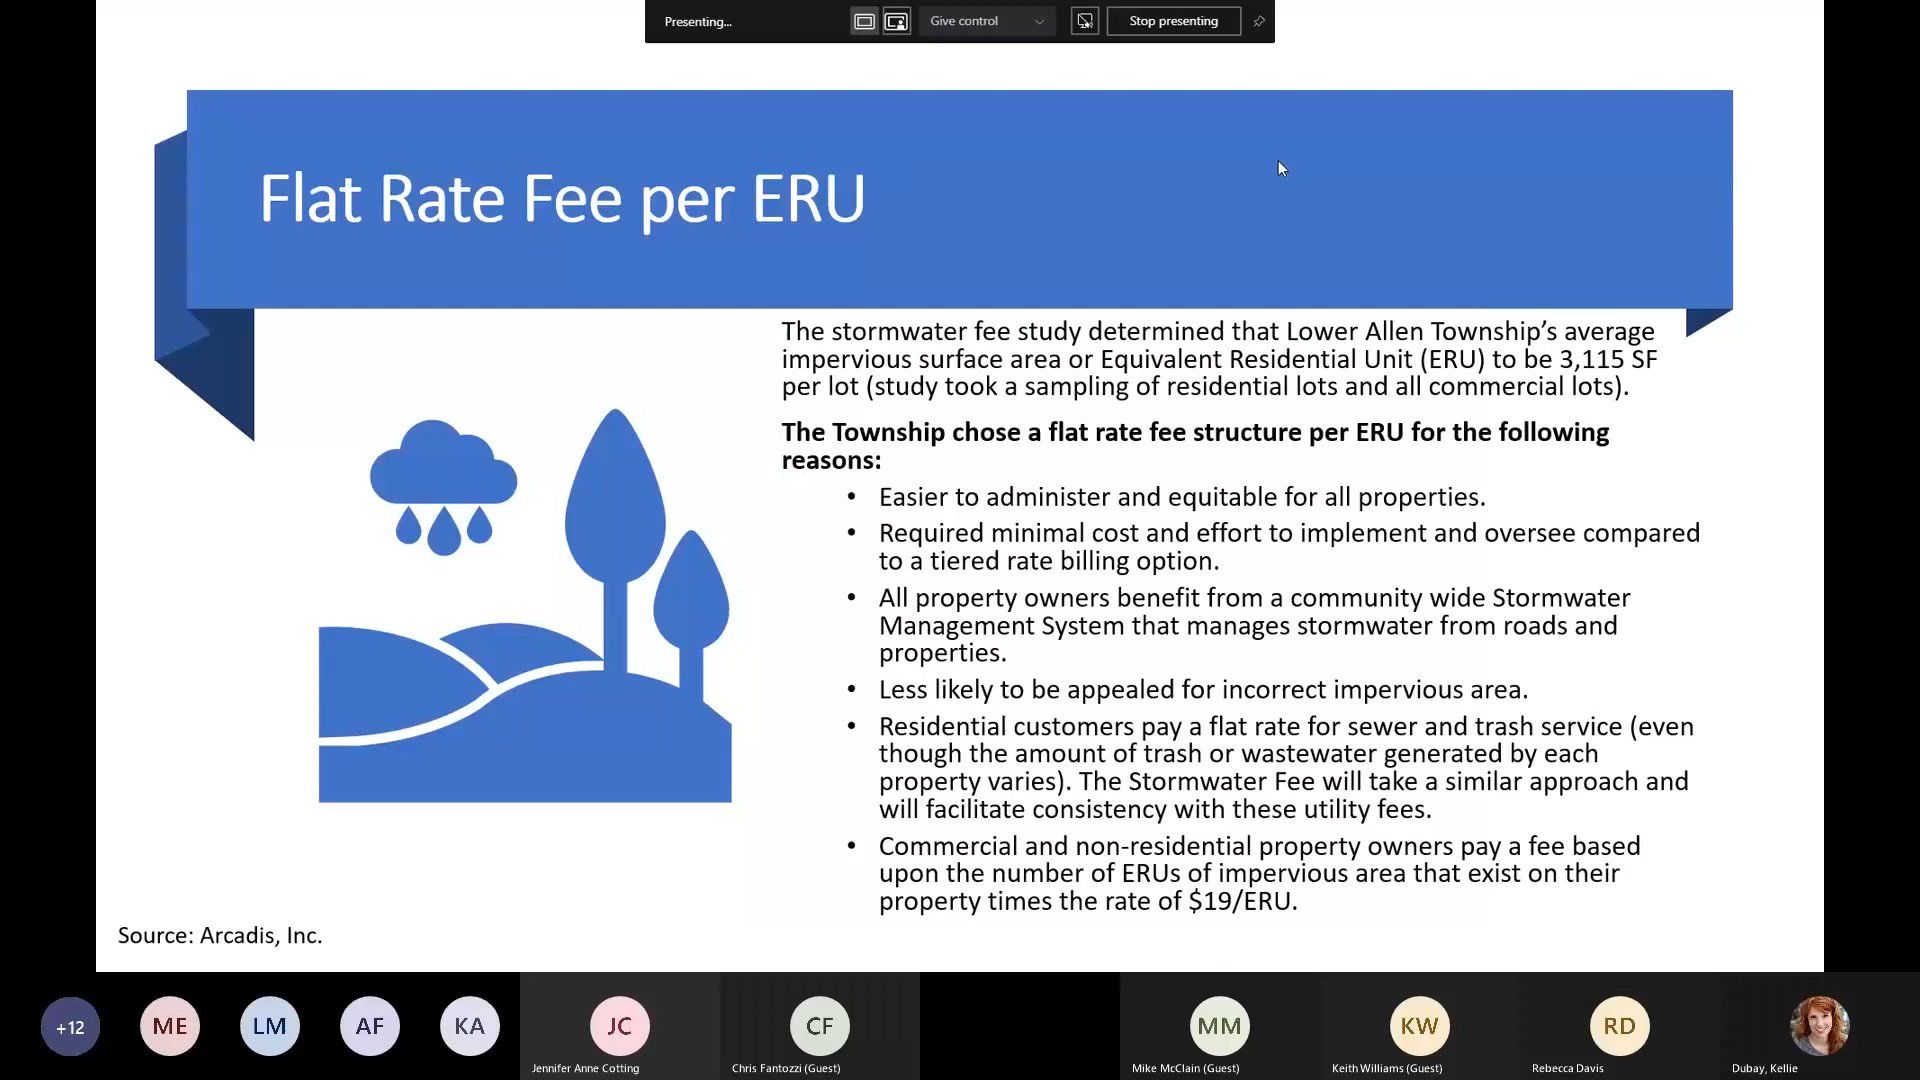 Presenting...
Give control
Stop presenting
Flat Rate Fee per ERU
The stormwater fee study determined that Lower Allen Township’s average
impervious surface area or Equivalent Residential Unit (ERU) to be 3,115 SF
per lot (study took a sampling of residential lots and all commercial lots).
The Township chose a flat rate fee structure per ERU for the following
reasons:
• Easier to administer and equitable for all properties.
• Required minimal cost and effort to implement and oversee compared
to a tiered rate billing option.
• All property owners benefit from a community wide Stormwater
Management System that manages stormwater from roads and
properties.
• Less likely to be appealed for incorrect impervious area.
• Residential customers pay a flat rate for sewer and trash service (even
though the amount of trash or wastewater generated by each
property varies). The Stormwater Fee will take a similar approach and
will facilitate consistency with these utility fees.
• Commercial and non-residential property owners pay a fee based
upon the number of ERUs of impervious area that exist on their
property times the rate of $19/ERU.
Source: Arcadis, Inc.
+12
ME
LM
AF
KA
JC
CF
MM
KW
RD
Jennifer Anne Cotting
Chris Fantozzi (Guest)
Mike McClain (Guest)
Keith Williams (Guest)
Rebecca Davis
Dubay, Kellie